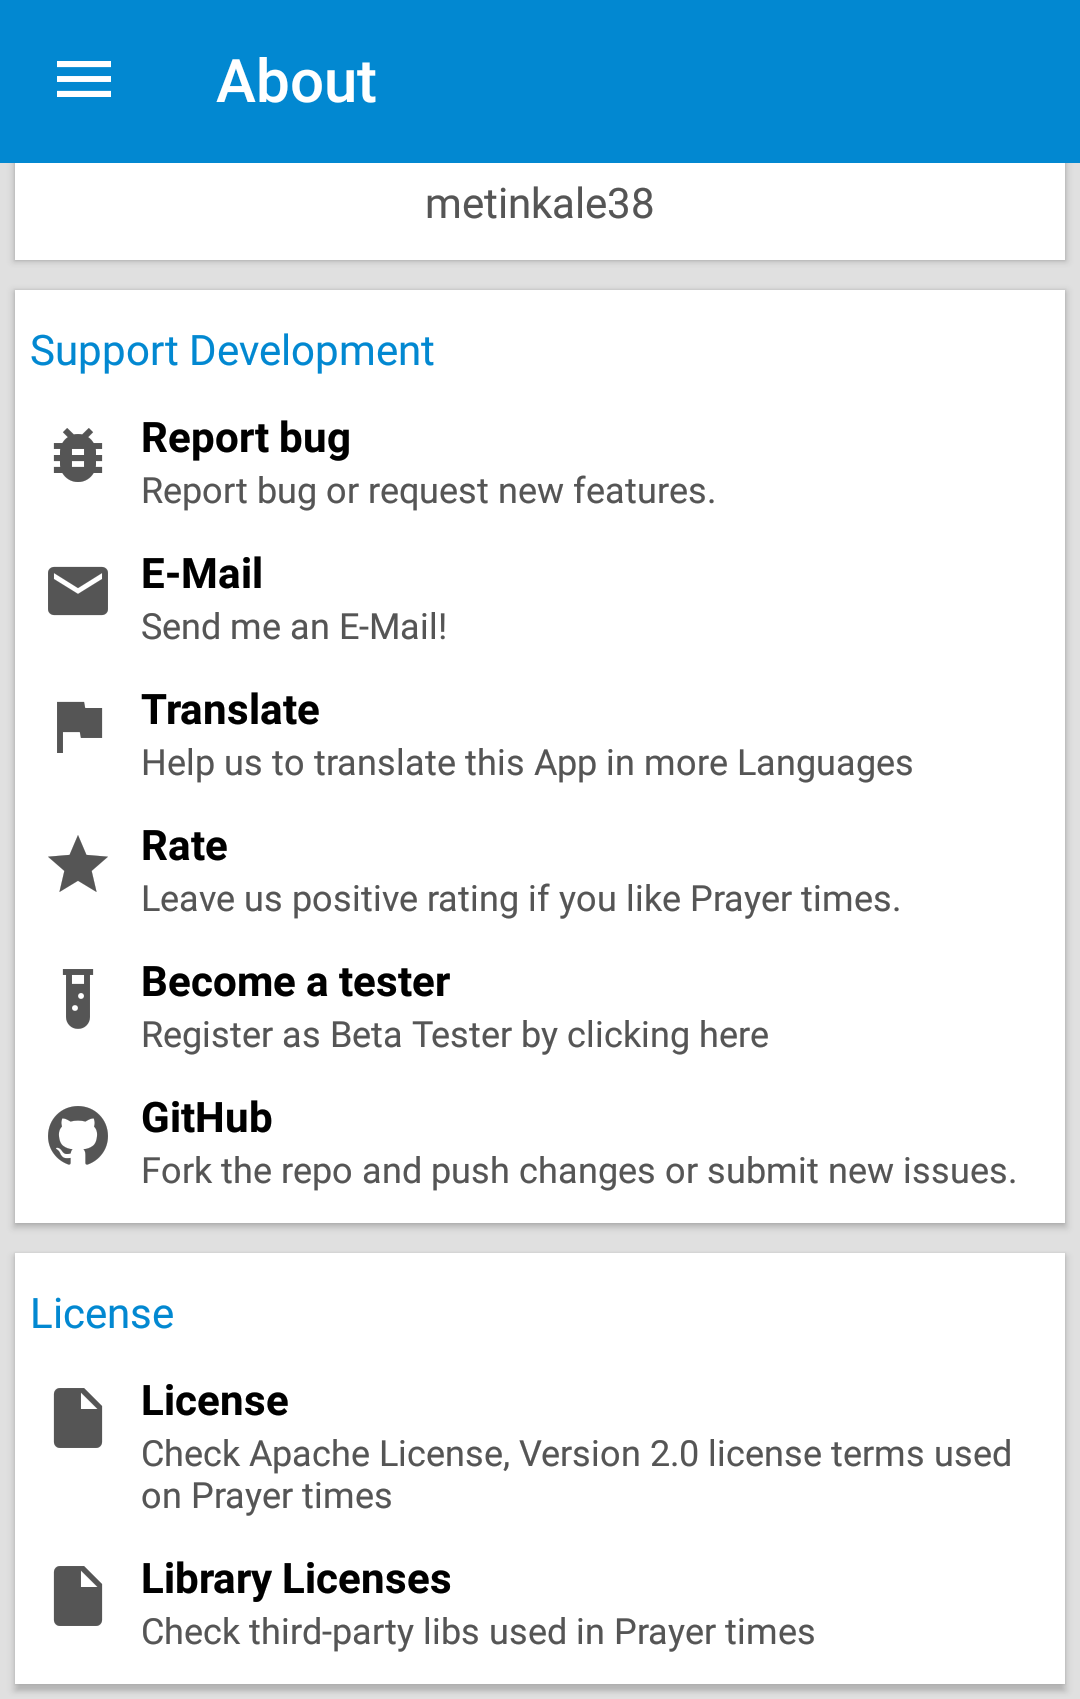 About
metinkale38
Support Development
Report bug
Report bug or request new features.
E-Mail
Send me an E-Mail!
Translate
Help us to translate this App in more Languages
Rate
Leave us positive rating if you like Prayer times.
Become a tester
Register as Beta Tester by clicking here
GitHub
Fork the repo and push changes or submit new issues.
License
License
Check Apache License, Version 2.0 license terms used
on Prayer times
Library Licenses
Check third-party libs used in Prayer times